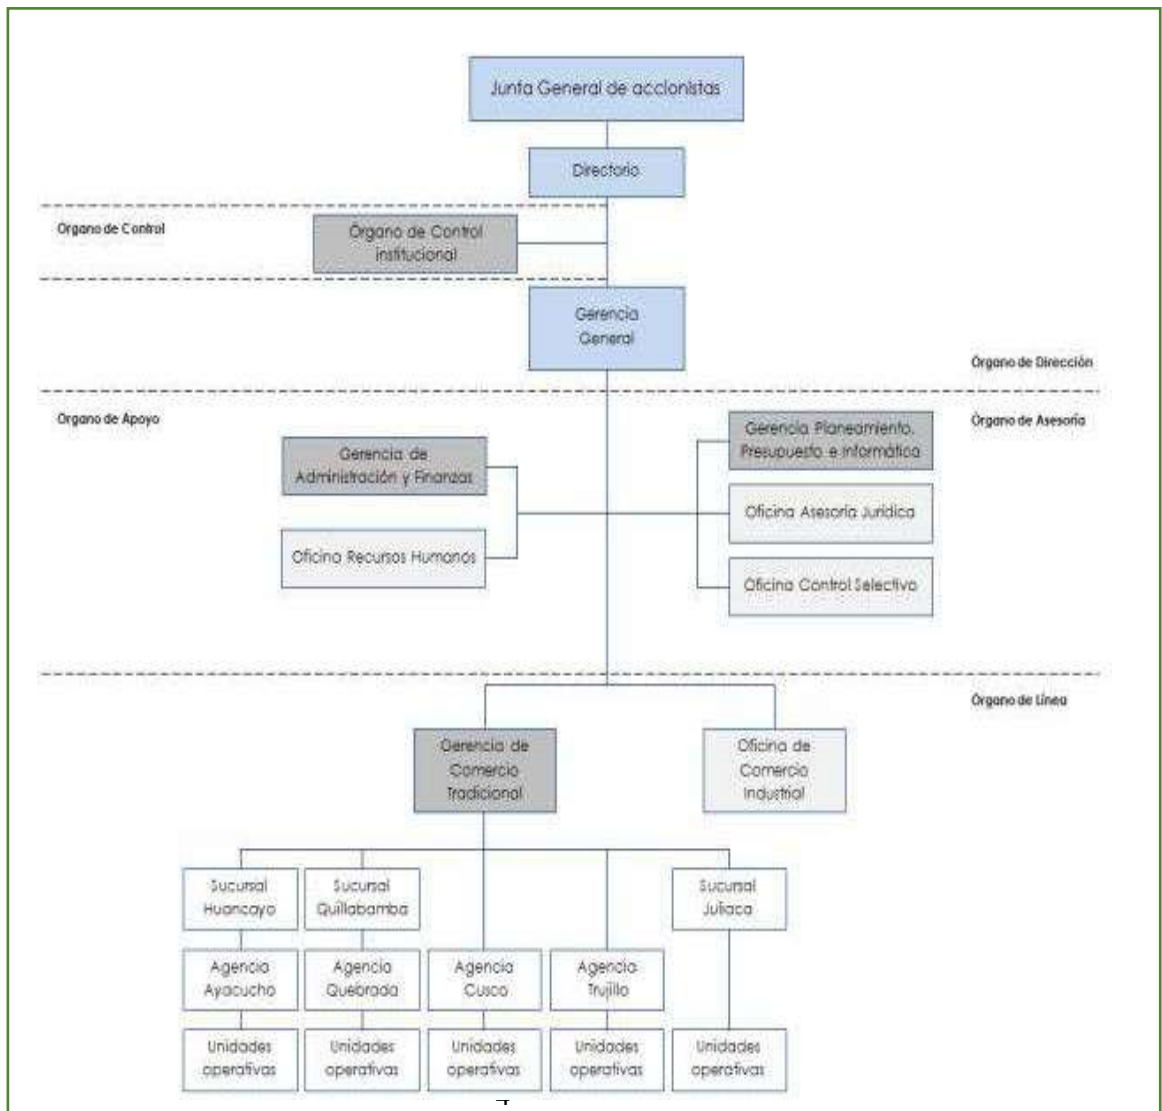 Junta General de accionistas
Directorio
Órgano de Control
Órgano de Control
institucional
Gerencia
General
Órgano de Dirección
Órgano de Apoyo
Órgano de Asesoría
Gerencia de
Administración y Finanzas
Oficina Recursos Humanos
Gerencia Planeamiento,
Presupuesto e Informática
Oficina Asesoría Jurídica
Oficina Control Selectivo
Órgano de Línea
Gerencia de
Comercio
Tradicional
Oficina de
Comercio
Industrial
Sucursal
Huancayo
Sucursal
Quillabamba
Sucursal
Juliaca
Agencia
Ayacucho
Agencia
Quebrada
Agencia
Cusco
Agencia
Trujillo
Unidades
operativas
Unidades
operativas
Unidades
operativas
Unidades
operativas
Unidades
operativas